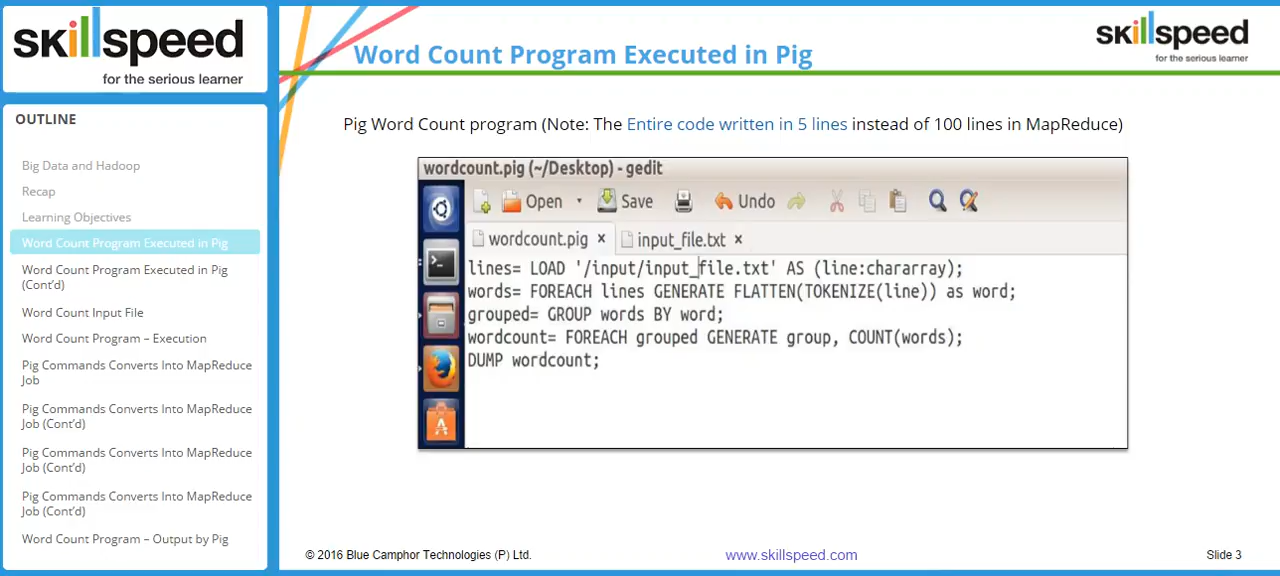 skillspeed
for the serious learner
OUTLINE
Big Data and Hadoop
Recap
Learning Objectives
Word Count Program Executed in Pig
Word Count Program Executed in Pig
(Cont'd)
Word Count Input File
Word Count Program – Execution
Pig Commands Converts Into MapReduce
Job
Pig Commands Converts Into MapReduce
Job (Cont'd)
Pig Commands Converts Into MapReduce
Job (Cont'd)
Pig Commands Converts Into MapReduce
Job (Cont'd)
Word Count Program – Output by Pig
Word Count Program Executed in Pig
skillspeed
for the serious learner
Pig Word Count program (Note: The Entire code written in 5 lines instead of 100 lines in MapReduce)
wordcount.pig (~/Desktop) - gedit
Open Save Undo
wordcount.pig × input_file.txt ×
lines= LOAD '/input/input_file.txt' AS (line:chararray);
words= FOREACH lines GENERATE FLATTEN(TOKENIZE(line)) as word;
grouped= GROUP words BY word;
wordcount= FOREACH grouped GENERATE group, COUNT(words);
DUMP wordcount;
© 2016 Blue Camphor Technologies (P) Ltd.
www.skillspeed.com
Slide 3